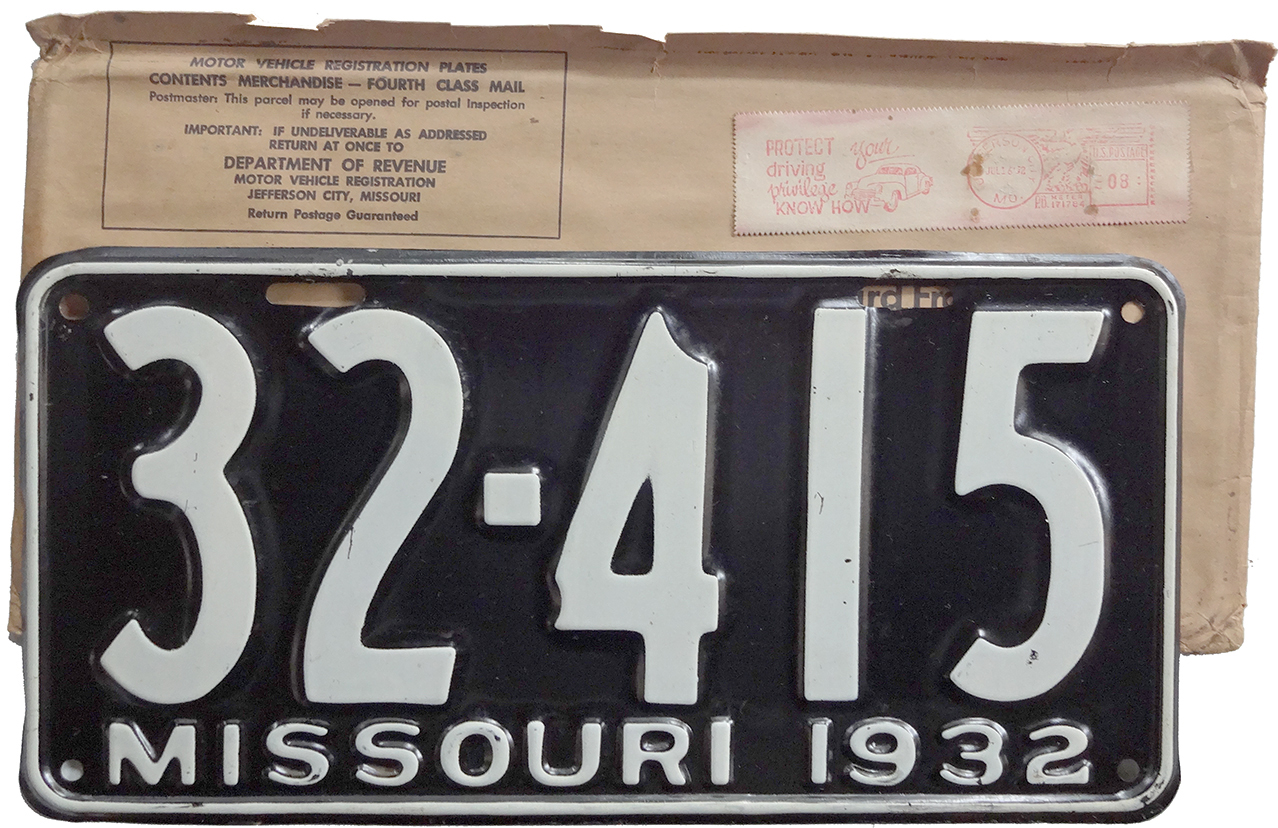 MOTOR VEHICLE REGISTRATION PLATES
CONTENTS MERCHANDISE — FOURTH CLASS MAIL
Postmaster: This parcel may be opened for postal Inspection
if necessary.
IMPORTANT: IF UNDELIVERABLE AS ADDRESSED
RETURN AT ONCE TO
DEPARTMENT OF REVENUE
MOTOR VEHICLE REGISTRATION
JEFFERSON CITY, MISSOURI
Return Postage Guaranteed
PROTECT your
driving
privilege
KNOW HOW
MO.
U.S. POSTAGE
08
METER
32-415
MISSOURI 1932